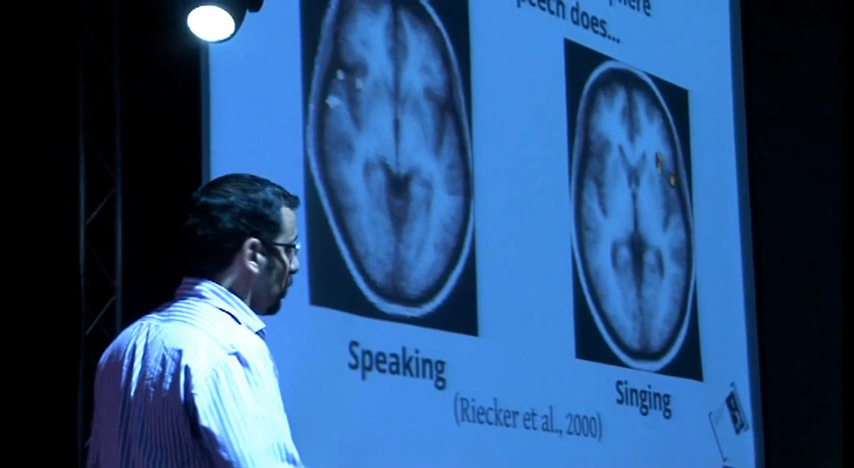 peech does...
Speaking
Singing
(Riecker et al., 2000)